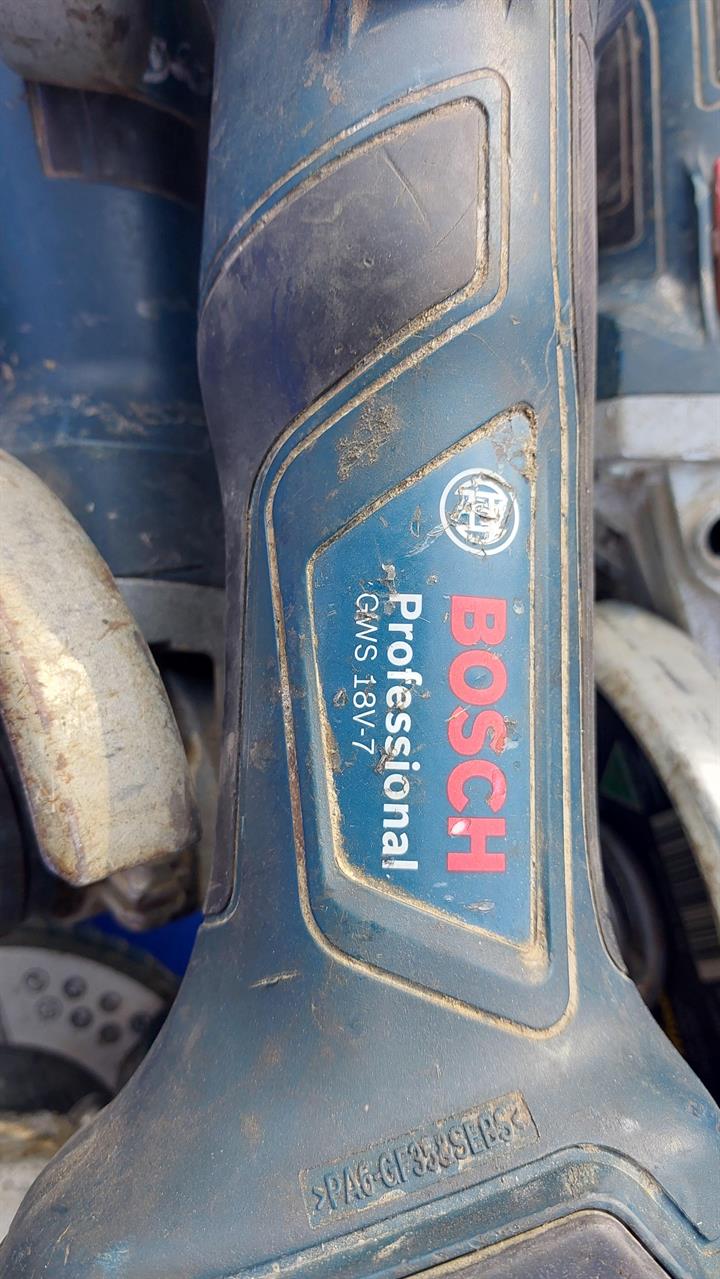 BOSCH
Professional
GWS 18V-7
>PA6-GF35&SEBS<